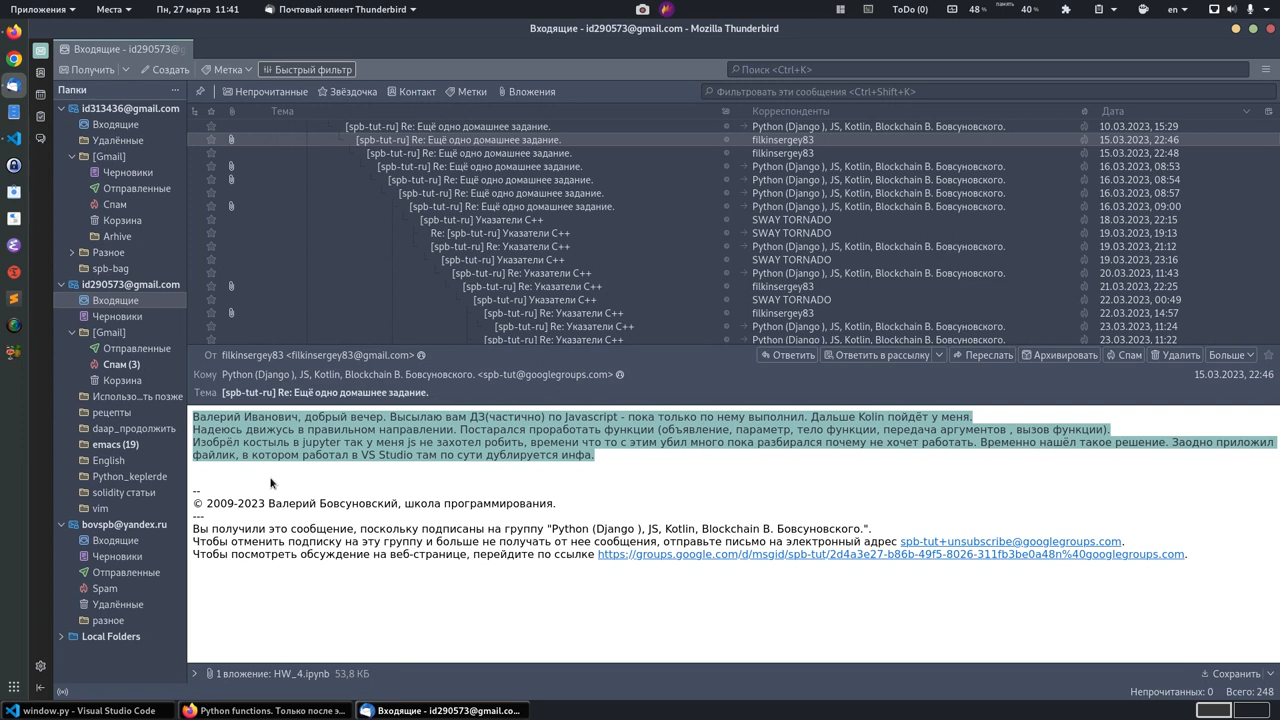 Приложения Места Пн, 27 марта 11:41 Почтовый клиент Thunderbird ToDo (0) 48 % память 40 % en
Входящие - id290573@gmail.com - Mozilla Thunderbird
Входящие - id290573@g
Получить Создать Метка Быстрый фильтр Поиск <Ctrl+K>
Папки ... Непрочитанные Звёздочка Контакт Метки Вложения Фильтровать эти сообщения <Ctrl+Shift+K>
id313436@gmail.com
Входящие
Удалённые
[Gmail]
Черновики
Отправленные
Спам
Корзина
Arhive
Разное
spb-bag
id290573@gmail.com
Входящие
Черновики
[Gmail]
Отправленные
Спам (3)
Корзина
Использо...ть позже
рецепты
daap_продолжить
emacs (19)
English
Python_keplerde
solidity статьи
vim
bovspb@yandex.ru
Входящие
Черновики
Отправленные
Spam
Удалённые
разное
Local Folders
Тема Корреспонденты Дата
[spb-tut-ru] Re: Ещё одно домашнее задание. Python (Django ), JS, Kotlin, Blockchain В. Бовсуновского. 10.03.2023, 15:29
[spb-tut-ru] Re: Ещё одно домашнее задание. filkinsergey83 15.03.2023, 22:46
[spb-tut-ru] Re: Ещё одно домашнее задание. filkinsergey83 15.03.2023, 22:48
[spb-tut-ru] Re: Ещё одно домашнее задание. Python (Django ), JS, Kotlin, Blockchain В. Бовсуновского. 16.03.2023, 08:53
[spb-tut-ru] Re: Ещё одно домашнее задание. Python (Django ), JS, Kotlin, Blockchain В. Бовсуновского. 16.03.2023, 08:54
[spb-tut-ru] Re: Ещё одно домашнее задание. Python (Django ), JS, Kotlin, Blockchain В. Бовсуновского. 16.03.2023, 08:57
[spb-tut-ru] Re: Ещё одно домашнее задание. Python (Django ), JS, Kotlin, Blockchain В. Бовсуновского. 16.03.2023, 09:00
[spb-tut-ru] Указатели C++ SWAY TORNADO 18.03.2023, 22:15
Re: [spb-tut-ru] Указатели C++ SWAY TORNADO 19.03.2023, 19:13
[spb-tut-ru] Re: Указатели C++ Python (Django ), JS, Kotlin, Blockchain В. Бовсуновского. 19.03.2023, 21:12
[spb-tut-ru] Указатели C++ SWAY TORNADO 19.03.2023, 23:16
[spb-tut-ru] Re: Указатели C++ Python (Django ), JS, Kotlin, Blockchain В. Бовсуновского. 20.03.2023, 11:43
[spb-tut-ru] Re: Указатели C++ filkinsergey83 21.03.2023, 22:25
[spb-tut-ru] Указатели C++ SWAY TORNADO 22.03.2023, 00:49
[spb-tut-ru] Re: Указатели C++ filkinsergey83 22.03.2023, 14:57
[spb-tut-ru] Re: Указатели C++ Python (Django ), JS, Kotlin, Blockchain В. Бовсуновского. 23.03.2023, 11:24
[spb-tut-ru] Re: Указатели C++ Python (Django ), JS, Kotlin, Blockchain В. Бовсуновского. 23.03.2023, 11:22
От filkinsergey83 <filkinsergey83@gmail.com> Ответить Ответить в рассылку Переслать Архивировать Спам Удалить Больше
Кому Python (Django ), JS, Kotlin, Blockchain В. Бовсуновского. <spb-tut@googlegroups.com> 15.03.2023, 22:46
Тема [spb-tut-ru] Re: Ещё одно домашнее задание.
Валерий Иванович, добрый вечер. Высылаю вам ДЗ(частично) по Javascript - пока только по нему выполнил. Дальше Kolin пойдёт у меня.
Надеюсь движусь в правильном направлении. Постарался проработать функции (объявление, параметр, тело функции, передача аргументов , вызов функции).
Изобрёл костыль в jupyter так у меня js не захотел робить, времени что то с этим убил много пока разбирался почему не хочет работать. Временно нашёл такое решение. Заодно приложил
файлик, в котором работал в VS Studio там по сути дублируется инфа.
--
© 2009-2023 Валерий Бовсуновский, школа программирования.
---
Вы получили это сообщение, поскольку подписаны на группу "Python (Django ), JS, Kotlin, Blockchain В. Бовсуновского.".
Чтобы отменить подписку на эту группу и больше не получать от нее сообщения, отправьте письмо на электронный адрес spb-tut+unsubscribe@googlegroups.com.
Чтобы посмотреть обсуждение на веб-странице, перейдите по ссылке https://groups.google.com/d/msgid/spb-tut/2d4a3e27-b86b-49f5-8026-311fb3be0a48n%40googlegroups.com.
1 вложение: HW_4.ipynb 53,8 КБ Сохранить
Непрочитанных: 0 Всего: 248
window.py - Visual Studio Code Python functions. Только после э... Входящие - id290573@gmail.co...